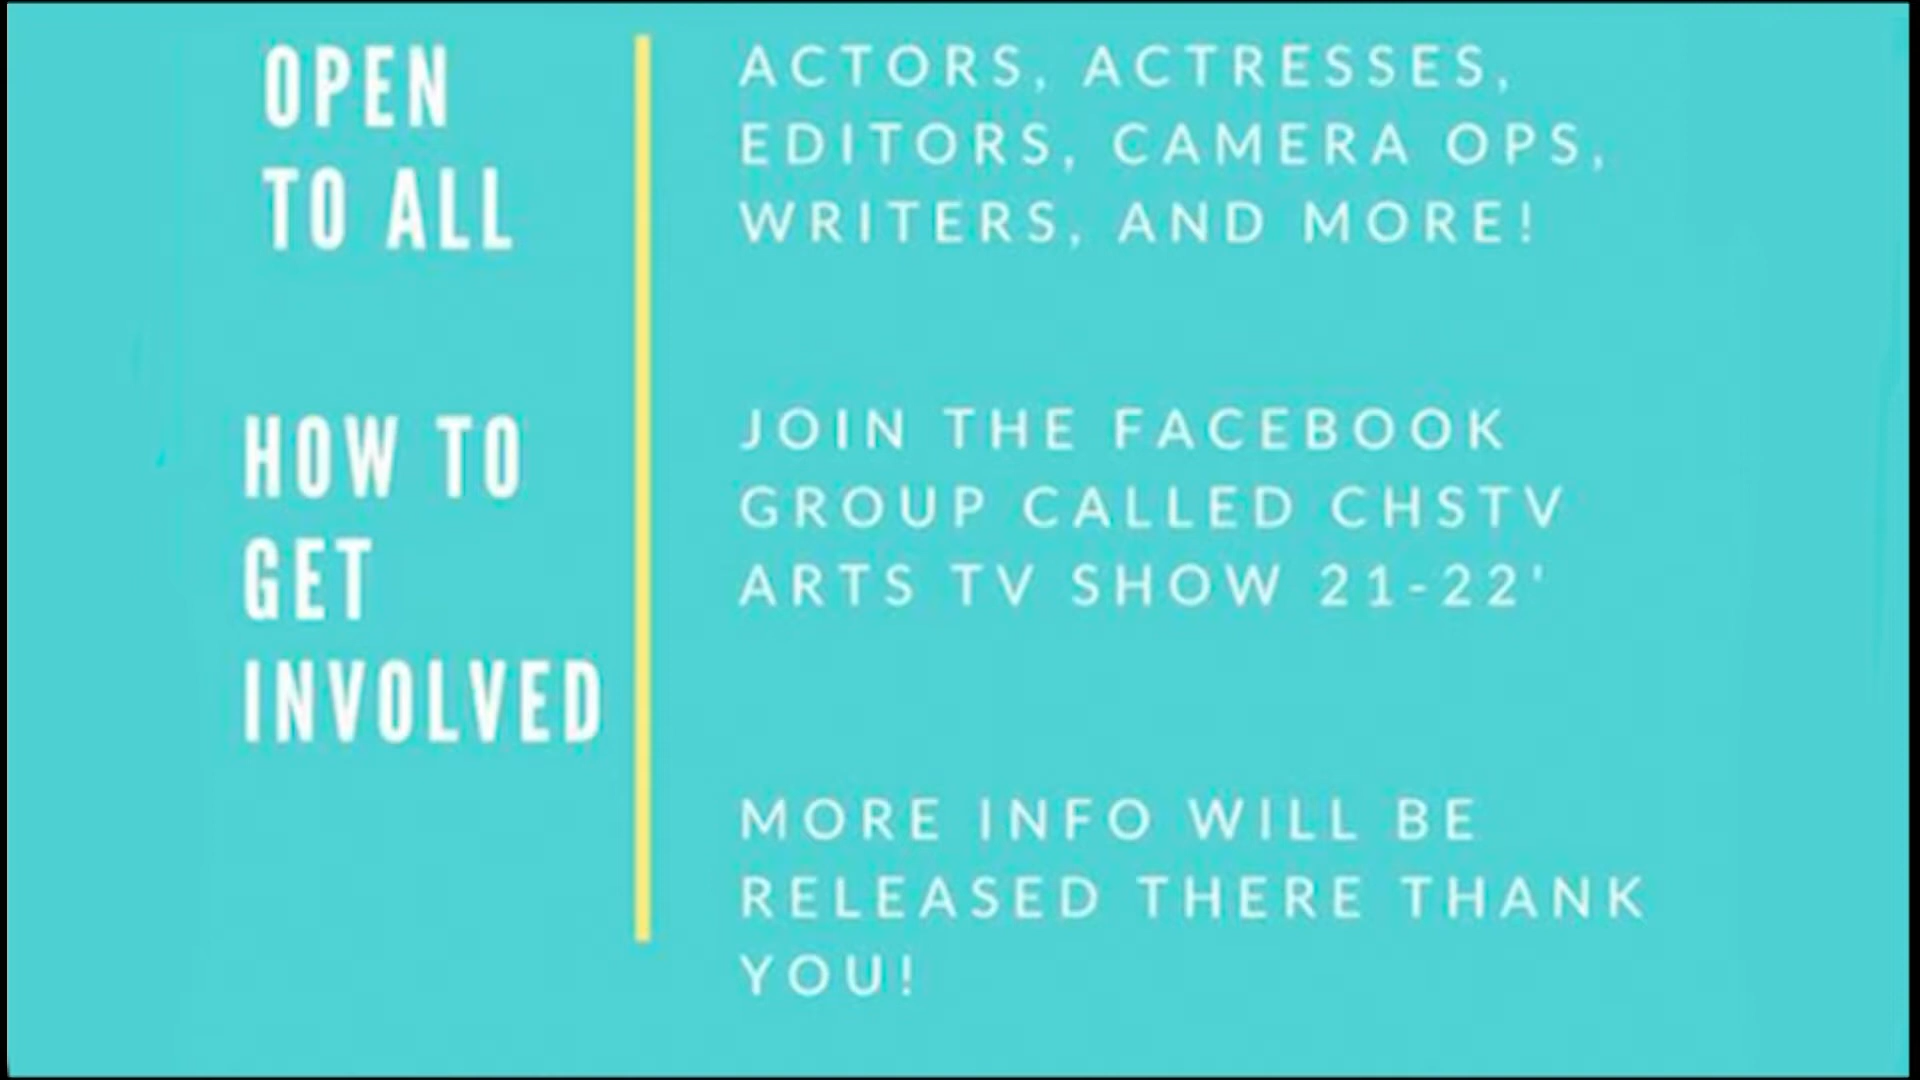 OPEN
TO ALL
ACTORS, ACTRESSES,
EDITORS, CAMERA OPS,
WRITERS, AND MORE!
HOW TO
GET
INVOLVED
JOIN THE FACEBOOK
GROUP CALLED CHSTV
ARTS TV SHOW 21-22'
MORE INFO WILL BE
RELEASED THERE THANK
YOU!